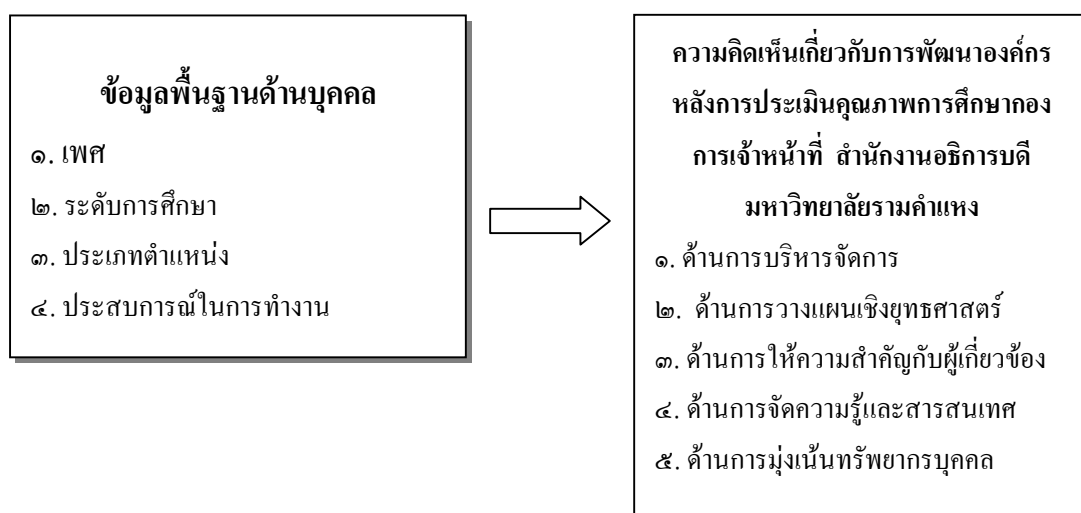 ข้อมูลพื้นฐานด้านบุคคล
๑. เพศ
๒. ระดับการศึกษา
๓. ประเภทตำแหน่ง
๔. ประสบการณ์ในการทำงาน
ความคิดเห็นเกี่ยวกับการพัฒนาองค์กร
หลังการประเมินคุณภาพการศึกษากอง
การเจ้าหน้าที่ สำนักงานอธิการบดี
มหาวิทยาลัยรามคำแหง
๑. ด้านการบริหารจัดการ
๒. ด้านการวางแผนเชิงยุทธศาสตร์
๓. ด้านการให้ความสำคัญกับผู้เกี่ยวข้อง
๔. ด้านการจัดความรู้และสารสนเทศ
๕. ด้านการมุ่งเน้นทรัพยากรบุคคล